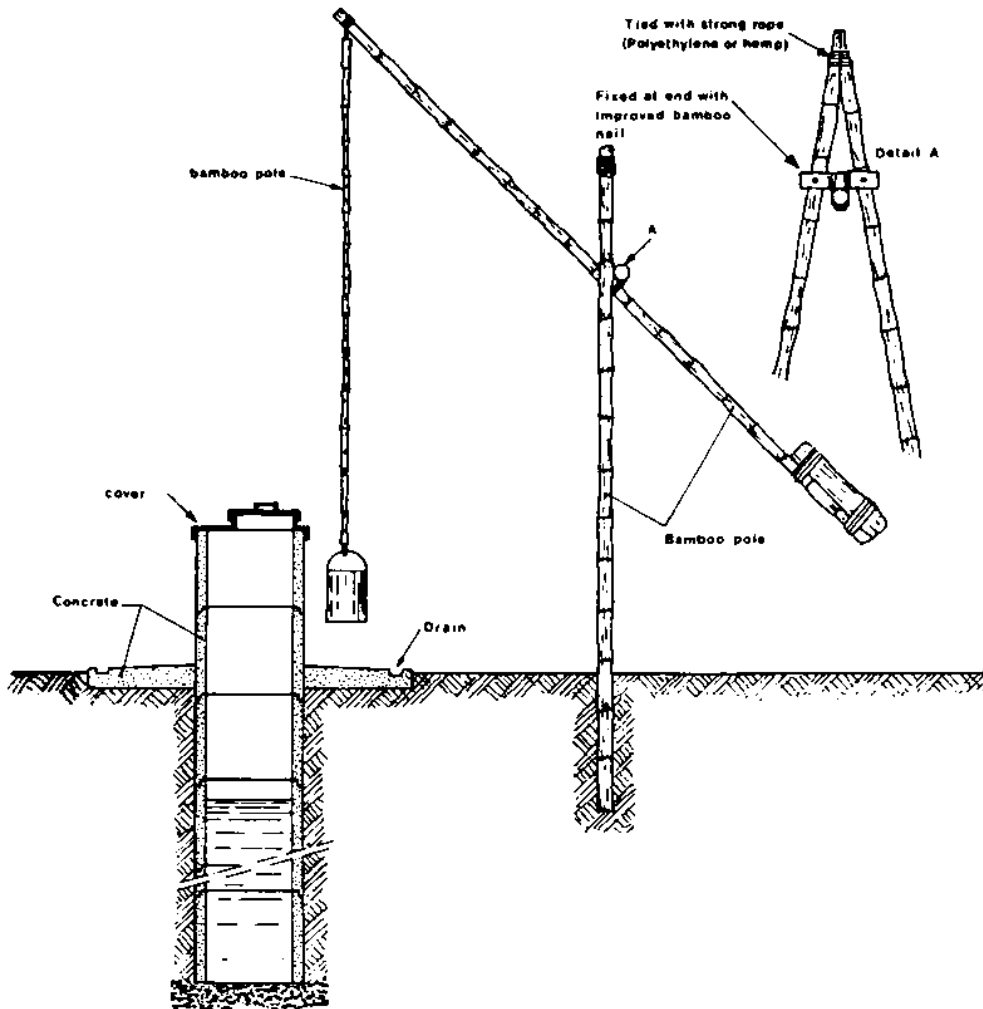 Tied with strong rope
(Polyethylene or hemp)
Fixed at end with
improved bamboo
nail
Detail A
bamboo pole
A
cover
Bamboo pole
Concrete
Drain